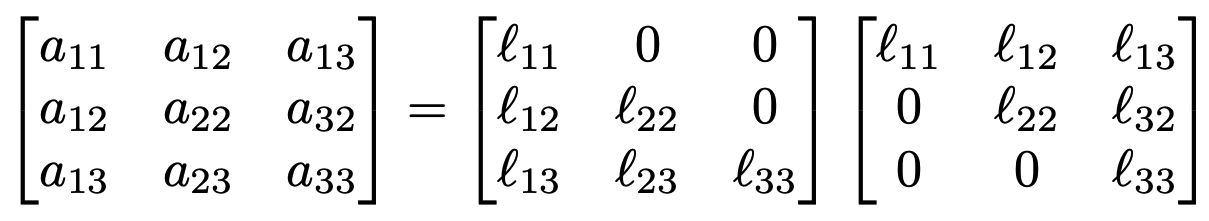 [a₁₁ a₁₂ a₁₃] [ℓ₁₁ 0 0] [ℓ₁₁ ℓ₁₂ ℓ₁₃]
[a₁₂ a₂₂ a₃₂] = [ℓ₁₂ ℓ₂₂ 0] [0 ℓ₂₂ ℓ₃₂]
[a₁₃ a₂₃ a₃₃] [ℓ₁₃ ℓ₂₃ ℓ₃₃] [0 0 ℓ₃₃]